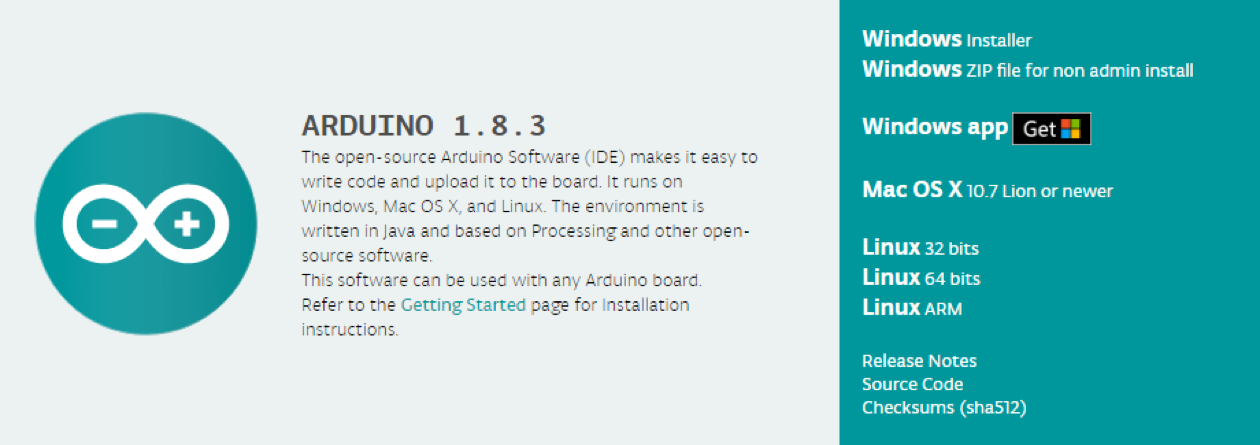 ARDUINO 1.8.3
The open-source Arduino Software (IDE) makes it easy to
write code and upload it to the board. It runs on
Windows, Mac OS X, and Linux. The environment is
written in Java and based on Processing and other open-
source software.
This software can be used with any Arduino board.
Refer to the Getting Started page for Installation
instructions.
Windows Installer
Windows ZIP file for non admin install
Windows app Get
Mac OS X 10.7 Lion or newer
Linux 32 bits
Linux 64 bits
Linux ARM
Release Notes
Source Code
Checksums (sha512)